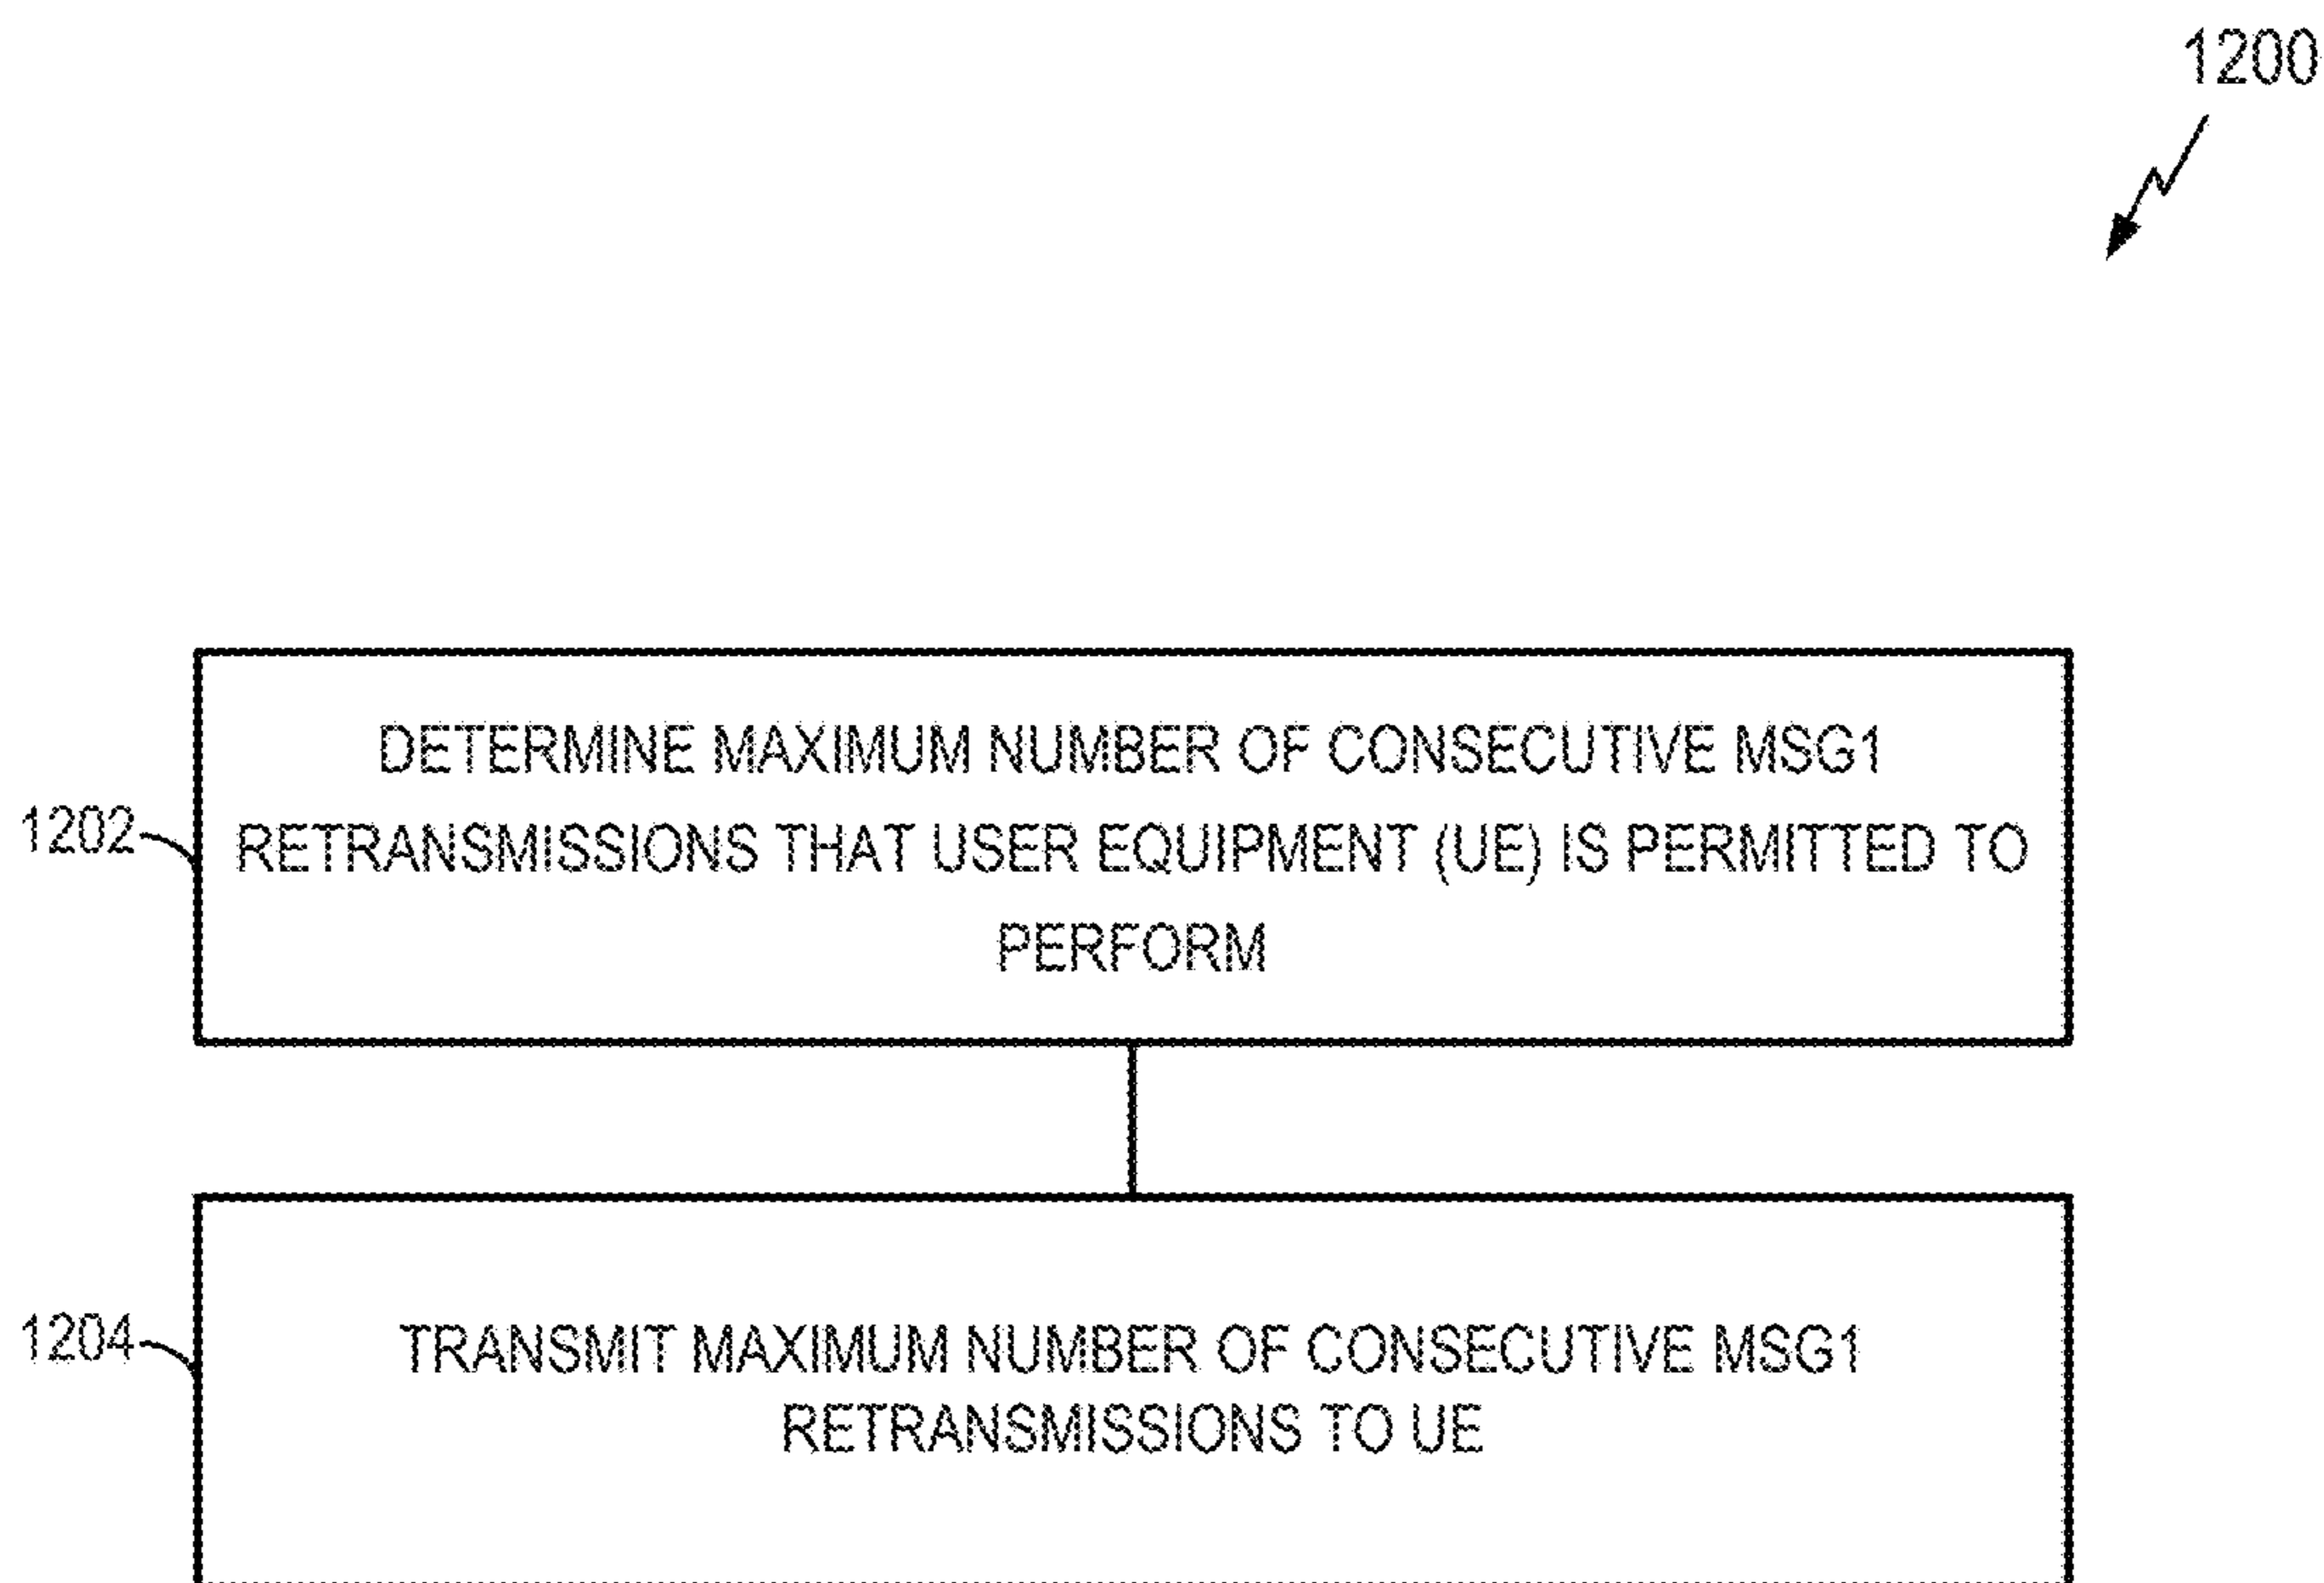 1200
DETERMINE MAXIMUM NUMBER OF CONSECUTIVE MSG1
RETRANSMISSIONS THAT USER EQUIPMENT (UE) IS PERMITTED TO
PERFORM
1202
TRANSMIT MAXIMUM NUMBER OF CONSECUTIVE MSG1
RETRANSMISSIONS TO UE
1204